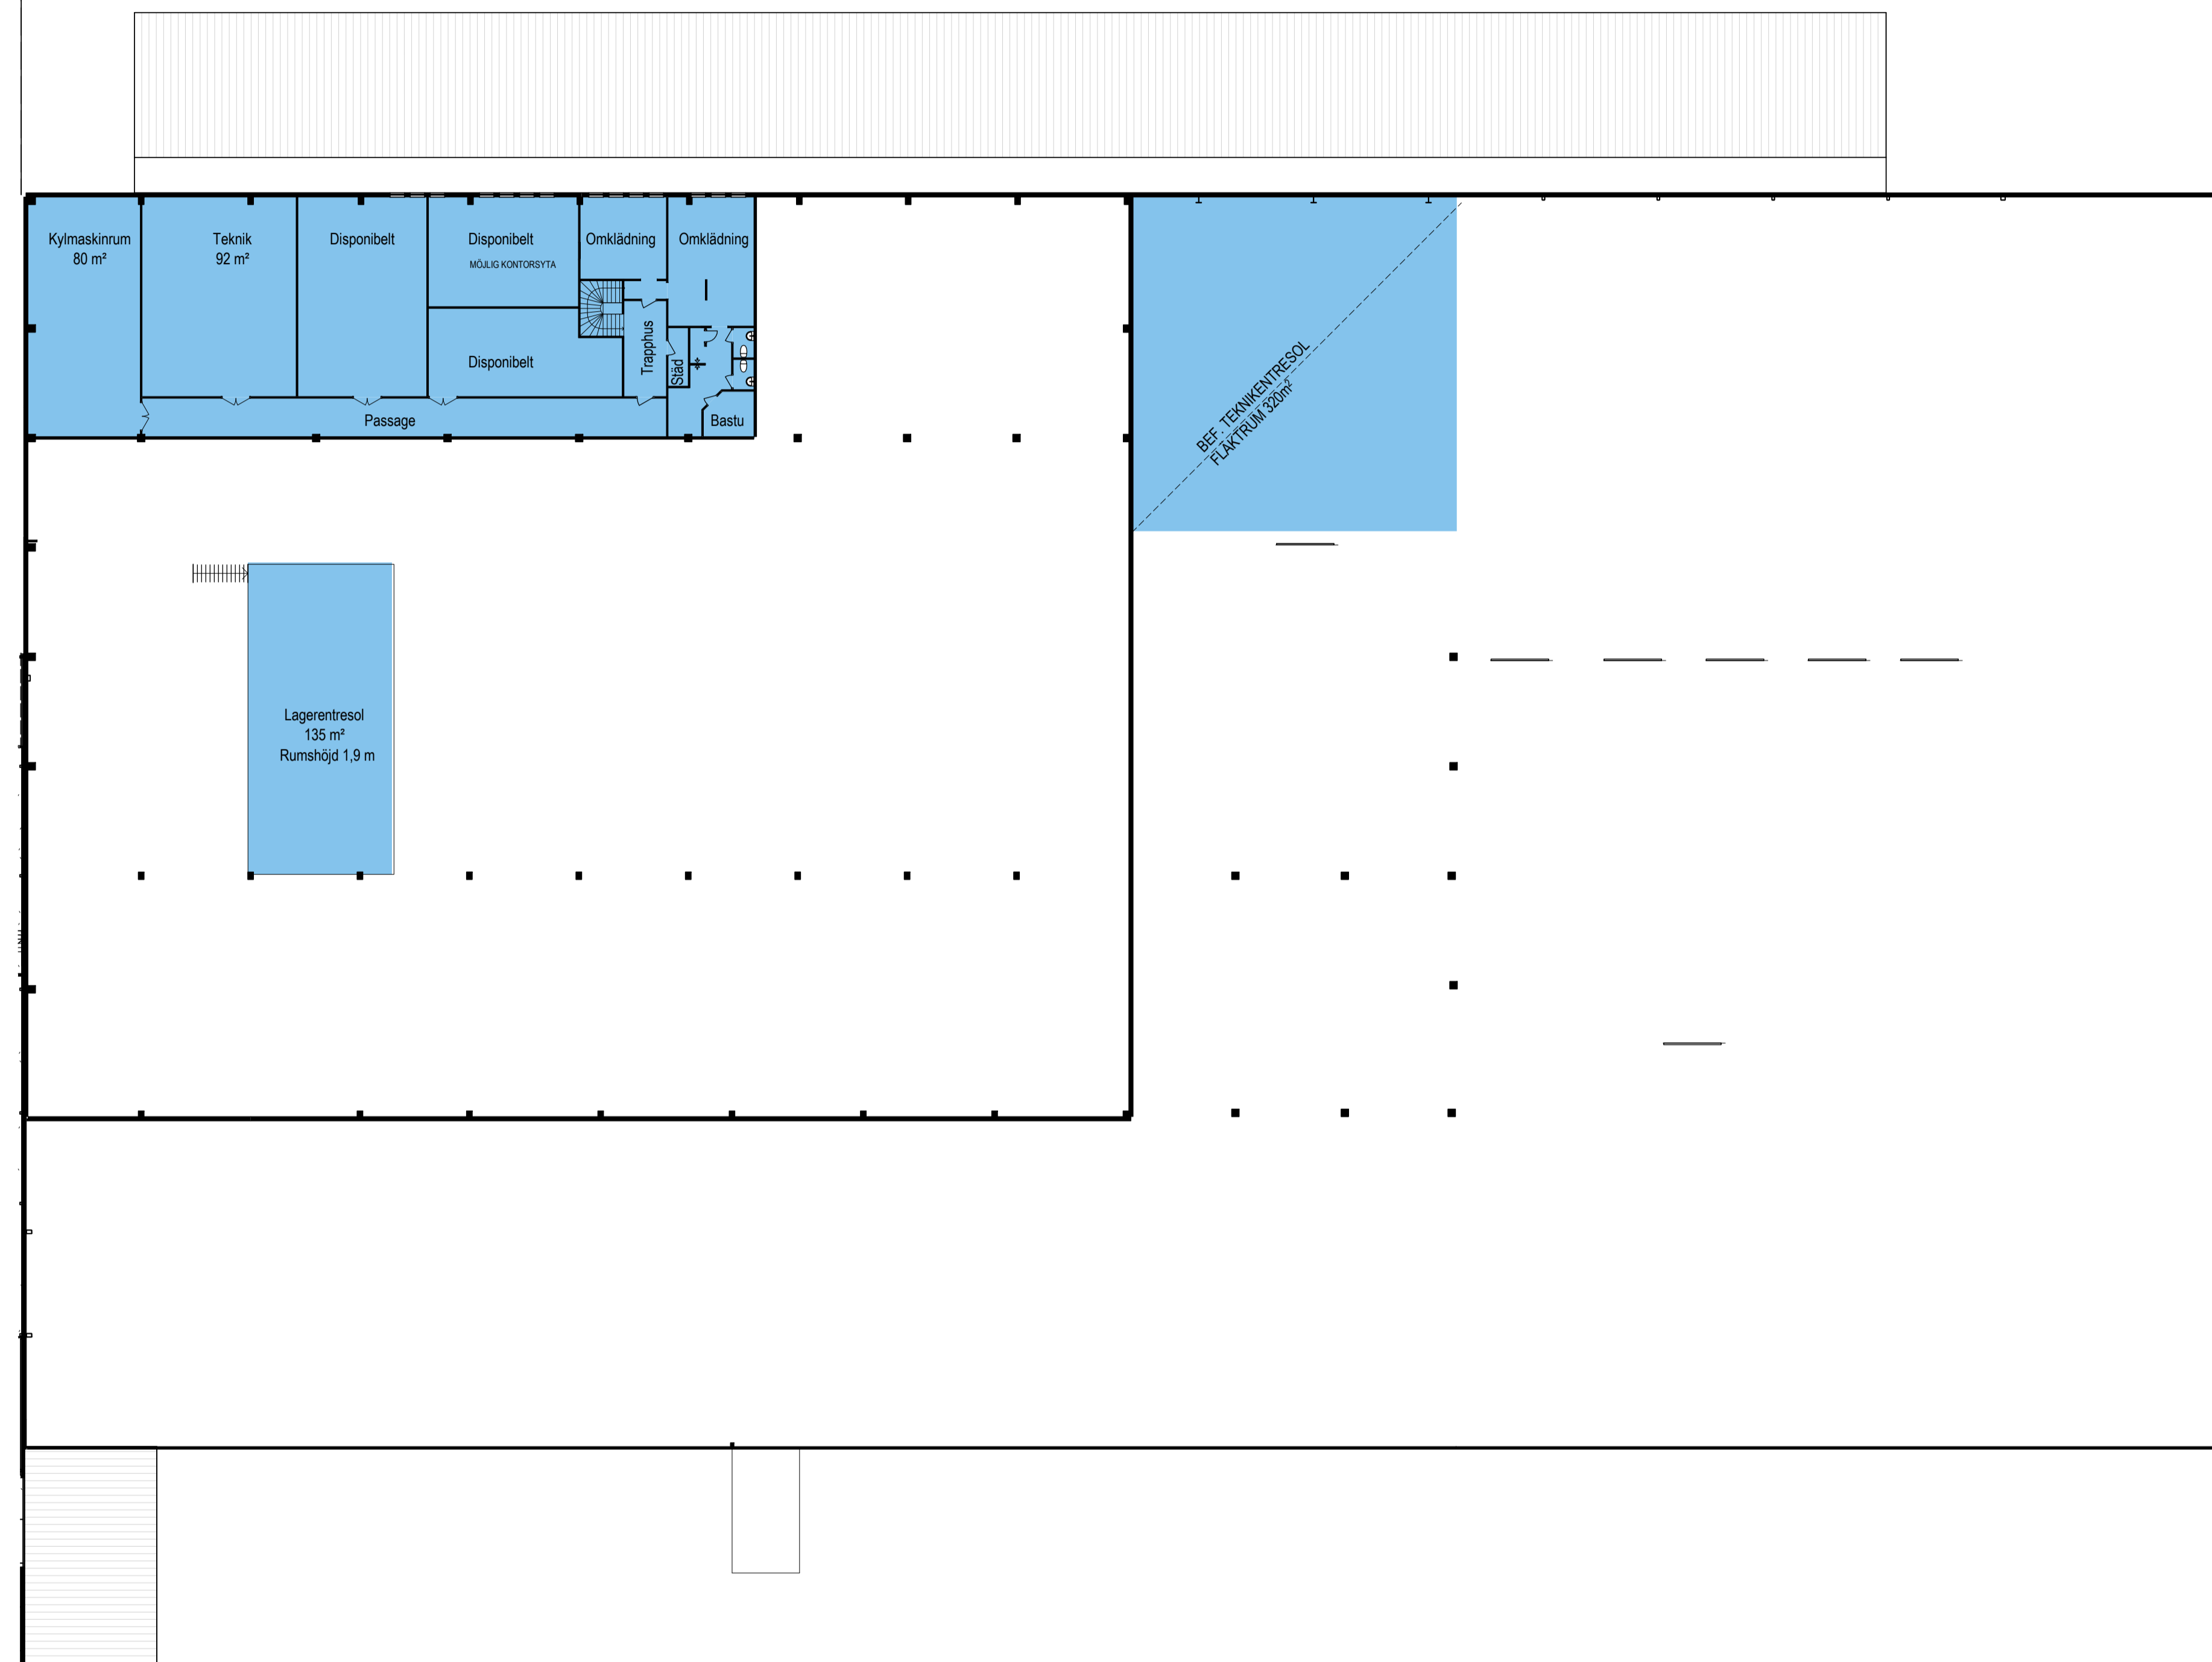 Kylmaskinrum
80 m²
Teknik
92 m²
Disponibelt
Disponibelt
MÖJLIG KONTORSYTA
Omklädning
Omklädning
Disponibelt
Trapphus
Städ
Passage
Bastu
BEF. TEKNIKENTRESOL
FLÄKTRUM 320m²
Lagerentresol
135 m²
Rumshöjd 1,9 m